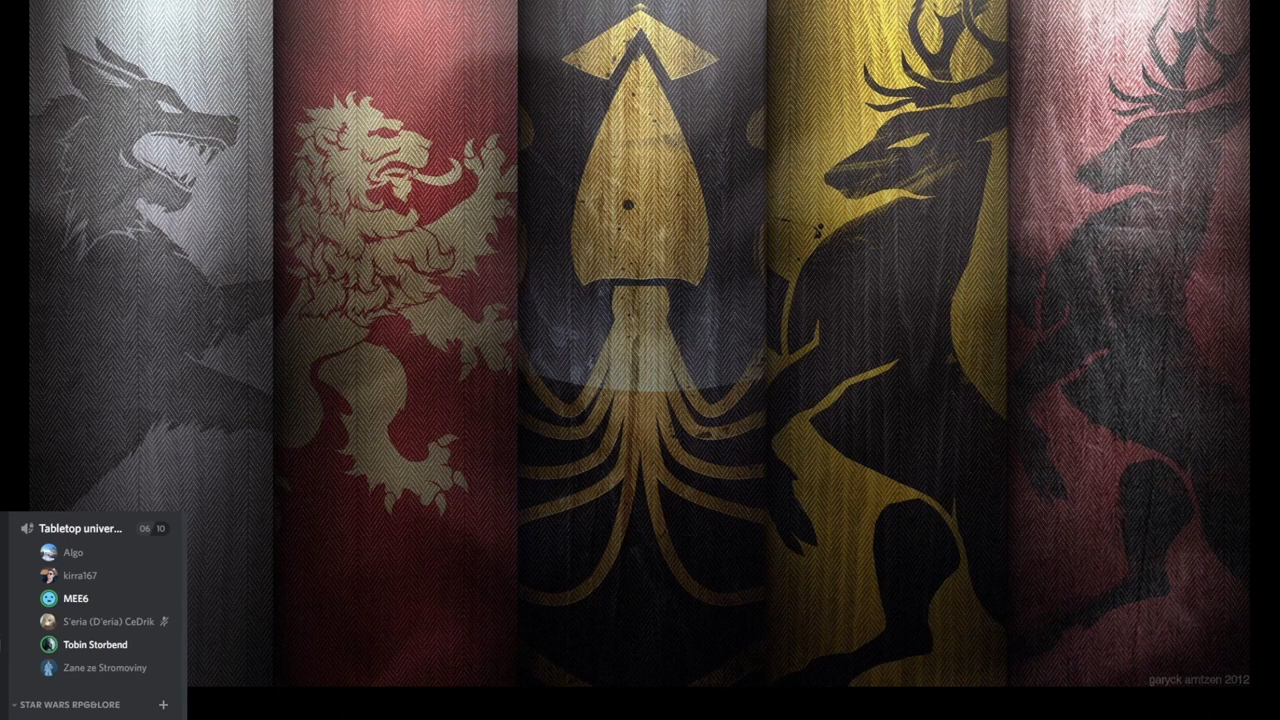 Tabletop univer... 06 10
Algo
kirra167
MEE6
S'eria (D'eria) CeDrik
Tobin Storbend
Zane ze Stromoviny
STAR WARS RPG&LORE
garyck arntzen 2012